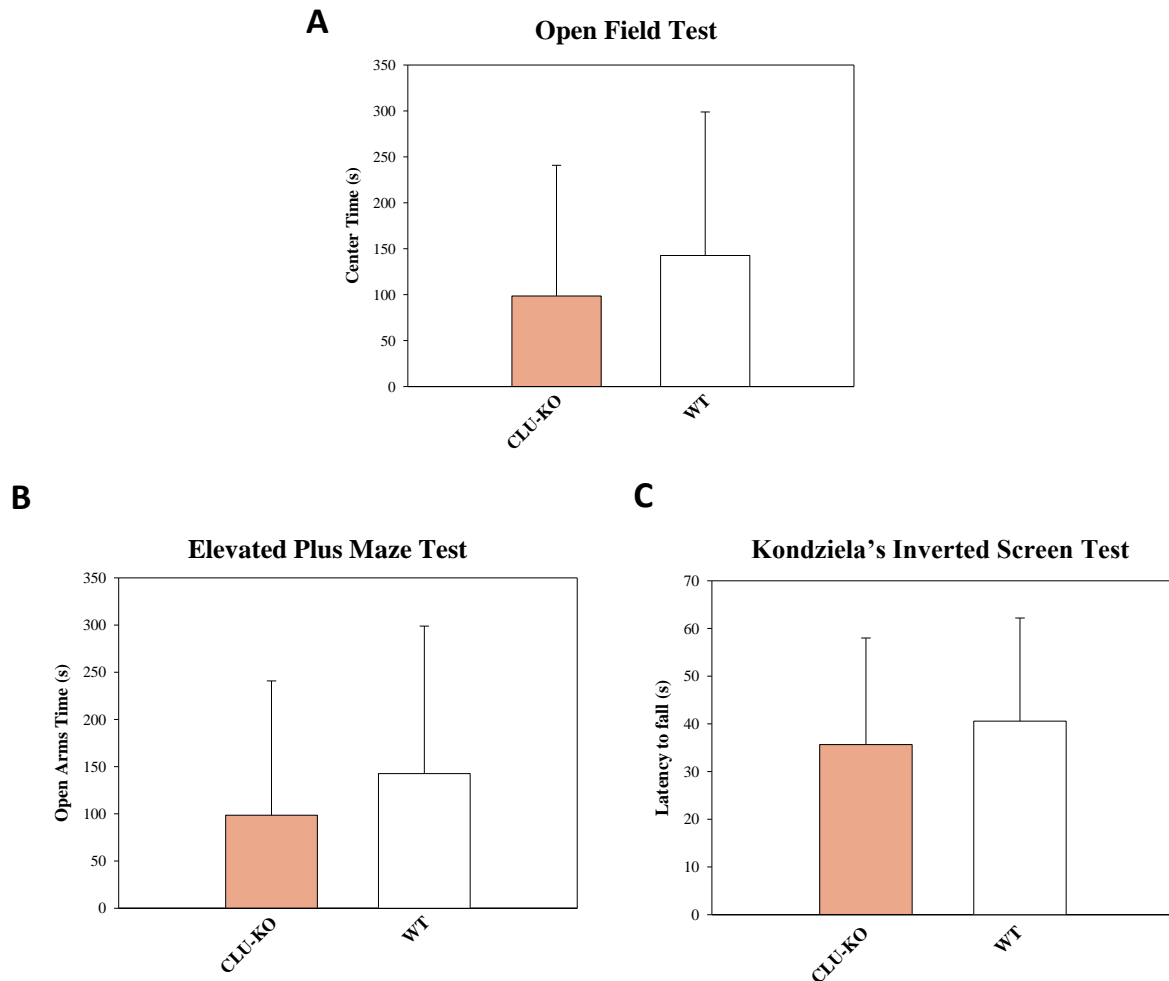 A
Open Field Test
350
300
250
200
150
100
50
0
Center Time (s)
CLU-KO
WT
B
Elevated Plus Maze Test
350
300
250
200
150
100
50
0
Open Arms Time (s)
CLU-KO
WT
C
Kondziela’s Inverted Screen Test
70
60
50
40
30
20
10
0
Latency to fall (s)
CLU-KO
WT